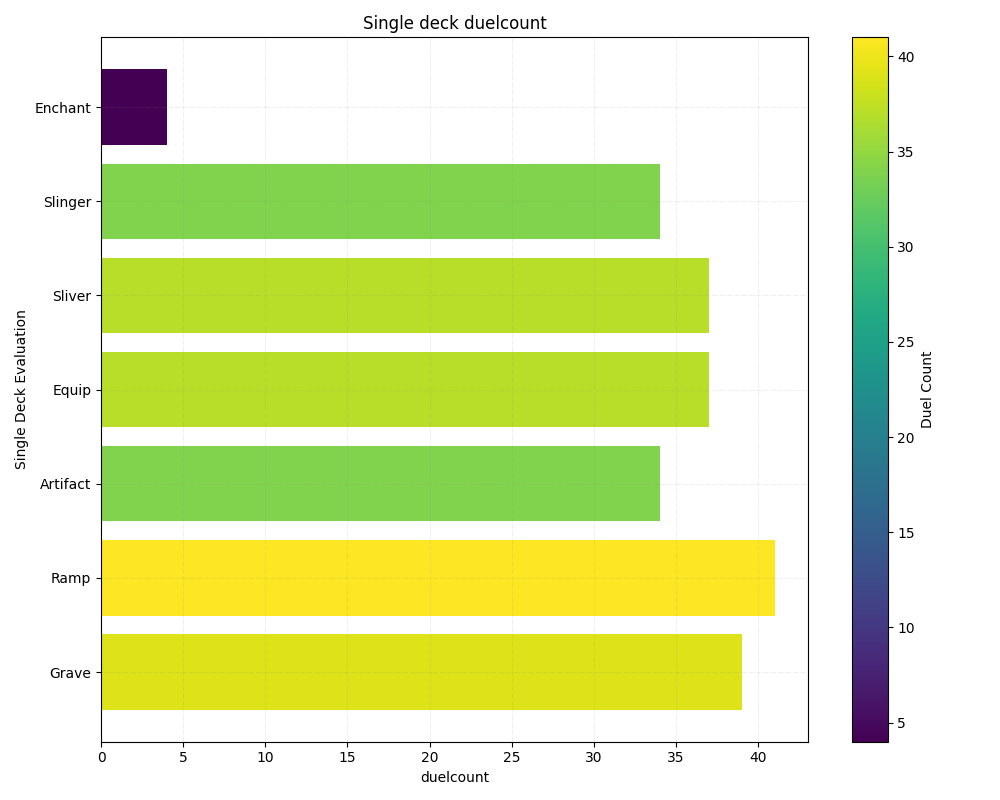 Single deck duelcount
Single Deck Evaluation
Enchant
Slinger
Sliver
Equip
Artifact
Ramp
Grave
0 5 10 15 20 25 30 35 40
duelcount
40
35
30
25
20
15
10
5
Duel Count